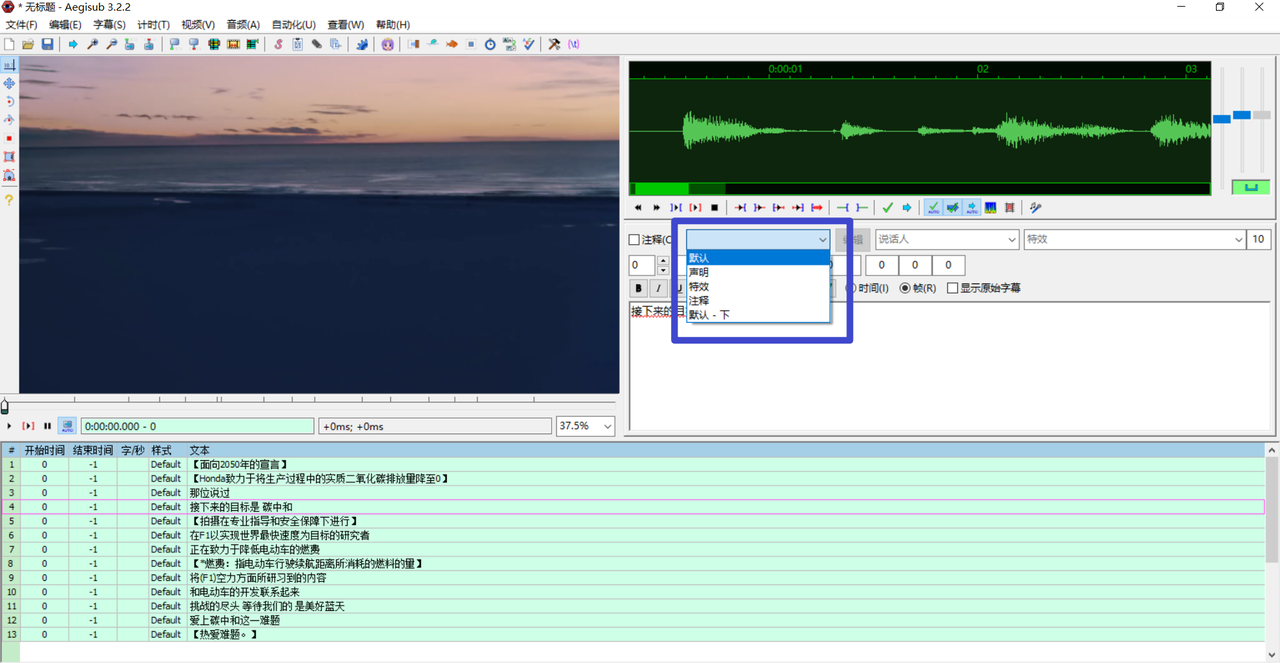 * 无标题 - Aegisub 3.2.2
文件(F) 编辑(E) 字幕(S) 计时(T) 视频(V) 音频(A) 自动化(U) 查看(W) 帮助(H)
0:00:01 02 03
注释(C
说话人
特效
10
默认
声明
特效
注释
默认 - 下
0
0 0 0
B I U
时间(I) 帧(R) 显示原始字幕
接下来的目
0:00:00.000 - 0
+0ms; +0ms
37.5%
# 开始时间 结束时间 字/秒 样式 文本
1 0 -1 Default 【面向2050年的宣言】
2 0 -1 Default 【Honda致力于将生产过程中的实质二氧化碳排放量降至0】
3 0 -1 Default 那位说过
4 0 -1 Default 接下来的目标是 碳中和
5 0 -1 Default 【拍摄在专业指导和安全保障下进行】
6 0 -1 Default 在F1以实现世界最快速度为目标的研究者
7 0 -1 Default 正在致力于降低电动车的燃费
8 0 -1 Default 【*燃费：指电动车行驶续航距离所消耗的燃料的量】
9 0 -1 Default 将(F1)空力方面所研习到的内容
10 0 -1 Default 和电动车的开发联系起来
11 0 -1 Default 挑战的尽头 等待我们的 是美好蓝天
12 0 -1 Default 爱上碳中和这一难题
13 0 -1 Default 【热爱难题。】